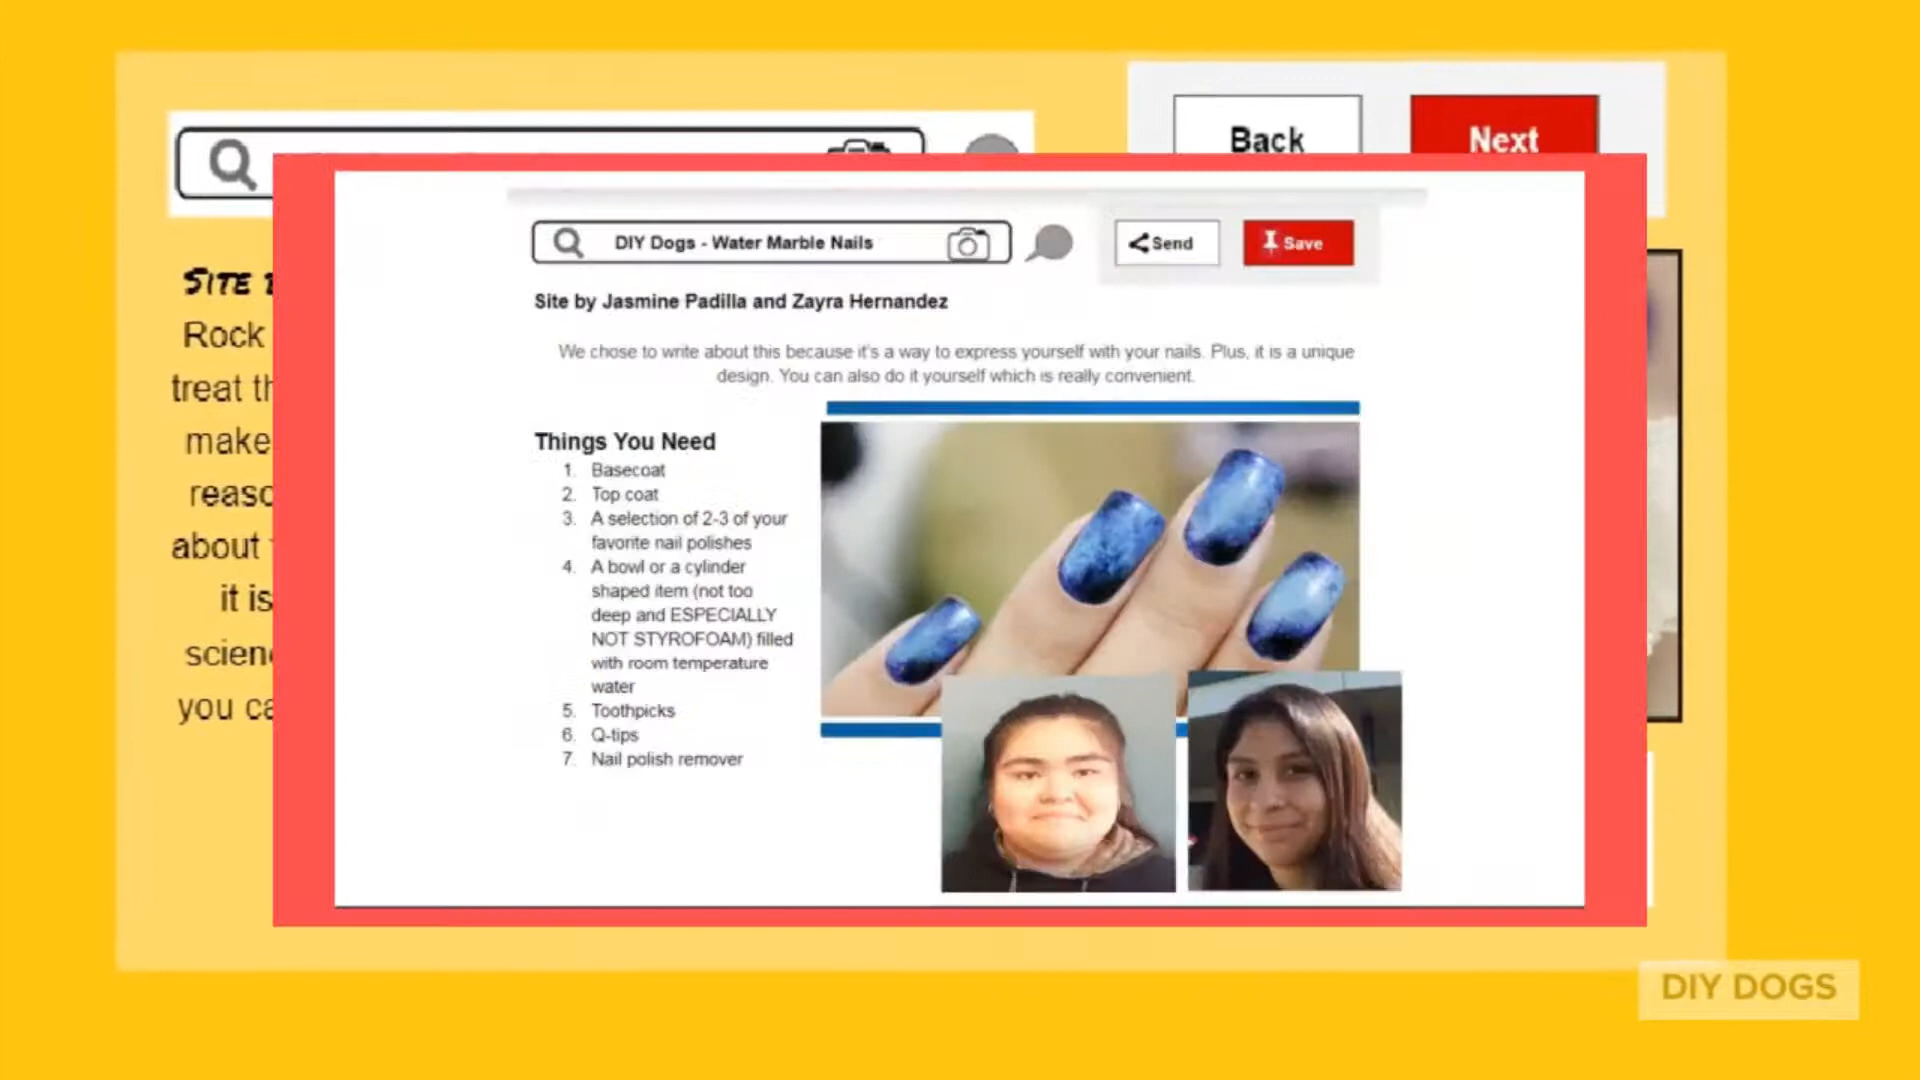 Back
Next
SITE
Rock
treat
make
about
it is
you
DIY Dogs - Water Marble Nails
Send
Save
Site by Jasmine Padilla and Zayra Hernandez
We chose to write about this because it's a way to express yourself with your nails. Plus, it is a unique
design. You can also do it yourself which is really convenient.
Things You Need
1. Basecoat
2. Top coat
3. A selection of 2-3 of your
favorite nail polishes
4. A bowl or a cylinder
shaped item (not too
deep and ESPECIALLY
NOT STYROFOAM) filled
with room temperature
water
5. Toothpicks
6. Q-tips
7. Nail polish remover
DIY DOGS